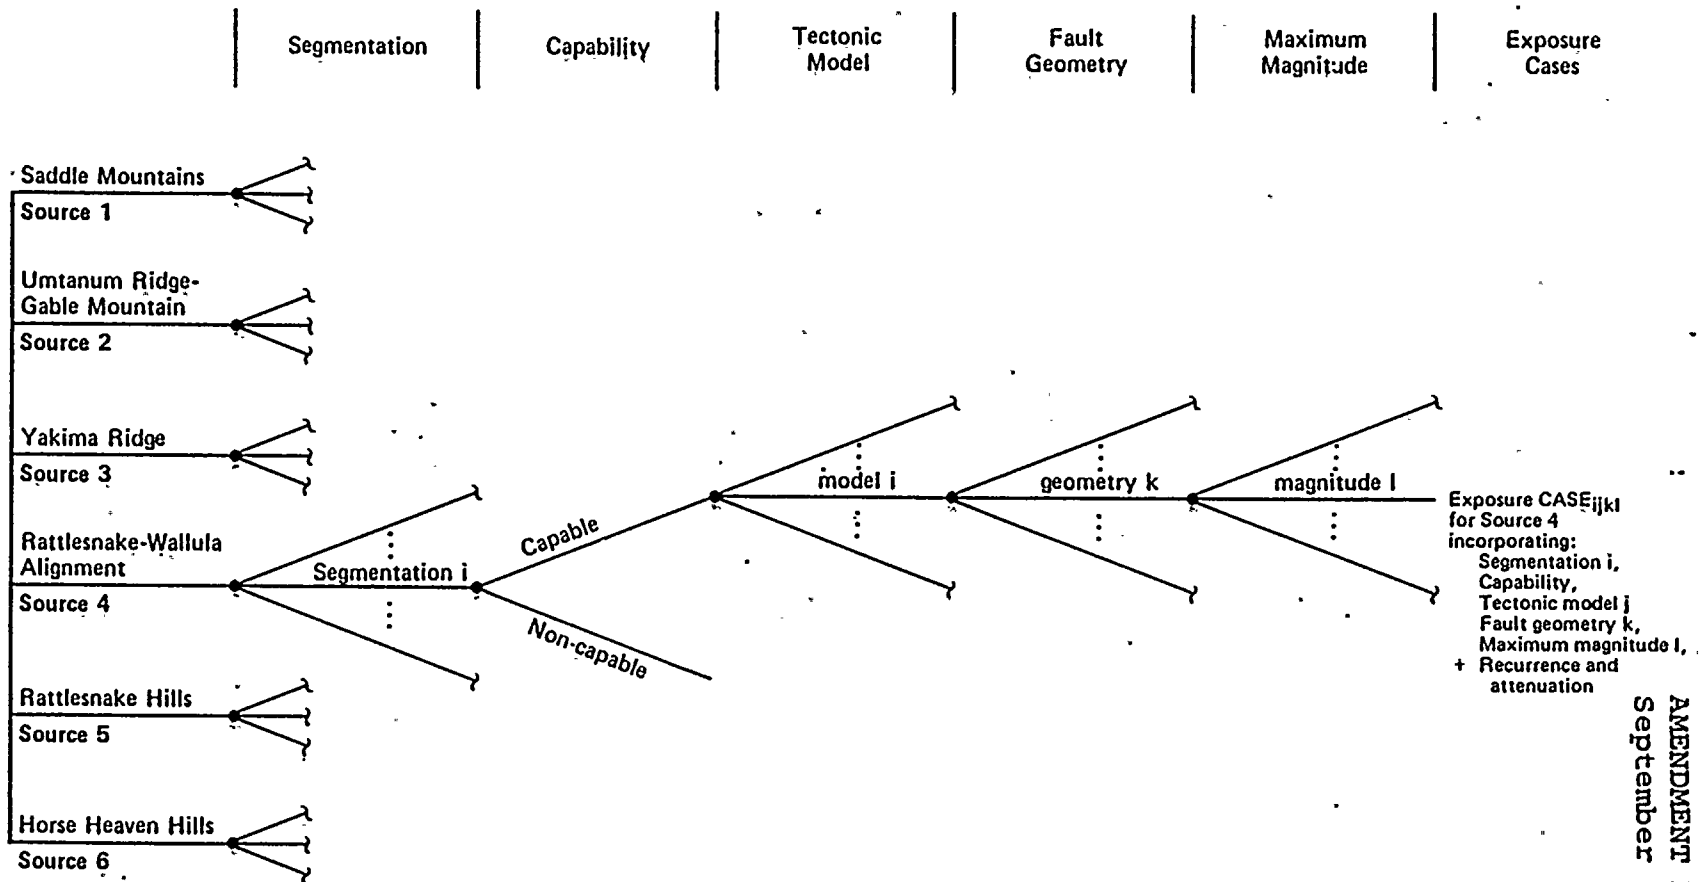 Segmentation
Capability
Tectonic
Model
Fault
Geometry
Maximum
Magnitude
Exposure
Cases
Saddle Mountains
Source 1
Umtanum Ridge-
Gable Mountain
Source 2
Yakima Ridge
Source 3
Rattlesnake-Wallula
Alignment
Source 4
Rattlesnake Hills
Source 5
Horse Heaven Hills
Source 6
Segmentation i
Capable
Non-capable
model i
geometry k
magnitude l
Exposure CASEijkl
for Source 4
incorporating:
Segmentation i,
Capability,
Tectonic model j
Fault geometry k,
Maximum magnitude l,
+ Recurrence and
attenuation
AMENDMENT
September